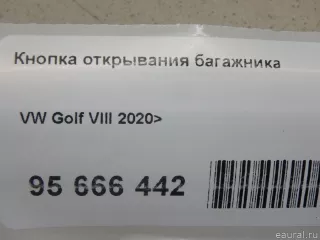 Кнопка открывания багажника
VW Golf VIII 2020>
95 666 442
eaural.ru